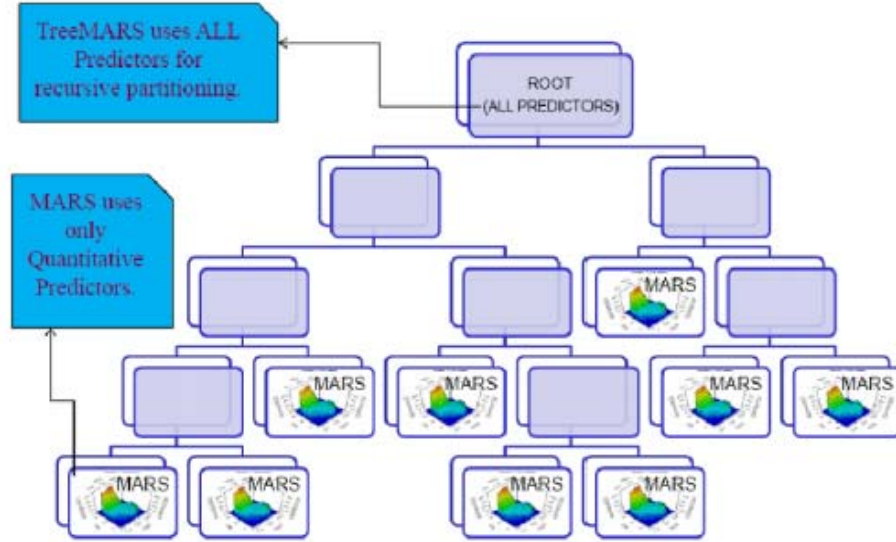 TreeMARS uses ALL
Predictors for
recursive partitioning.
ROOT
(ALL PREDICTORS)
MARS uses
only
Quantitative
Predictors.
MARS
MARS
MARS
MARS
MARS
MARS
MARS
MARS
MARS